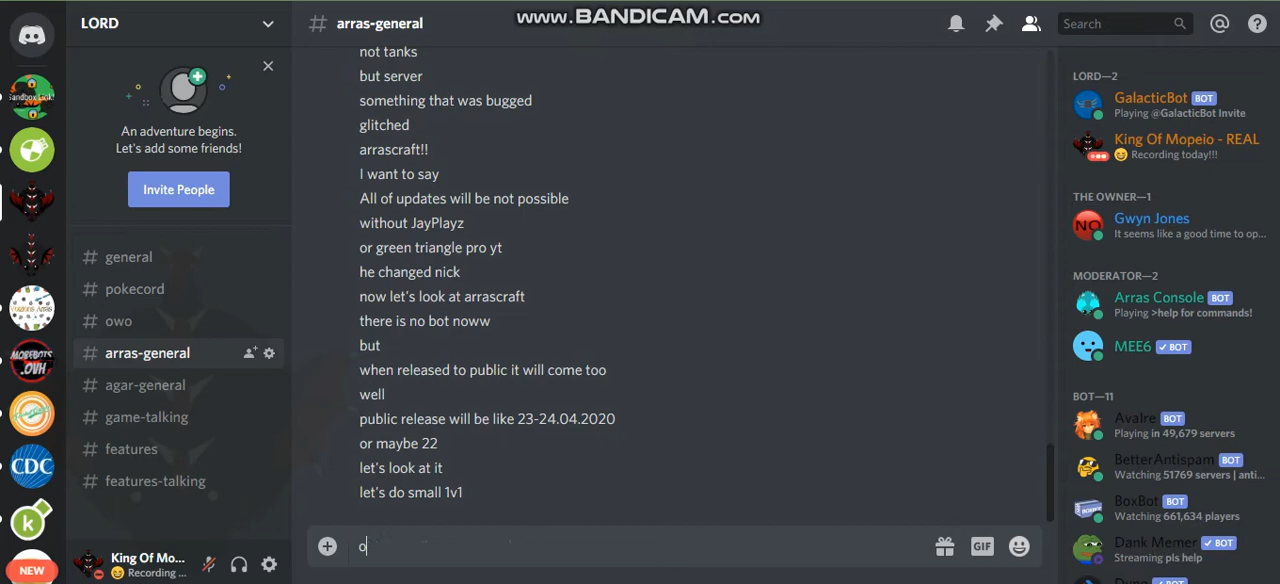 www.BANDICAM.com
LORD
# arras-general
Search
An adventure begins.
Let's add some friends!
Invite People
# general
# pokecord
# owo
# arras-general
# agar-general
# game-talking
# features
# features-talking
King Of Mo...
Recording ...
NEW
CDC
k
MOREBOTS
.OVH
not tanks
but server
something that was bugged
glitched
arrascraft!!
I want to say
All of updates will be not possible
without JayPlayz
or green triangle pro yt
he changed nick
now let's look at arrascraft
there is no bot noww
but
when released to public it will come too
well
public release will be like 23-24.04.2020
or maybe 22
let's look at it
let's do small 1v1
o
GIF
LORD—2
GalacticBot BOT
Playing @GalacticBot Invite
King Of Mopeio - REAL
Recording today!!!
THE OWNER—1
NO
Gwyn Jones
It seems like a good time to op...
MODERATOR—2
Arras Console BOT
Playing >help for commands!
MEE6 BOT
BOT—11
Avaire BOT
Playing in 49,679 servers
BetterAntispam BOT
Watching 51769 servers | anti...
BoxBot BOT
Watching 661,634 players
Dank Memer BOT
Streaming pls help